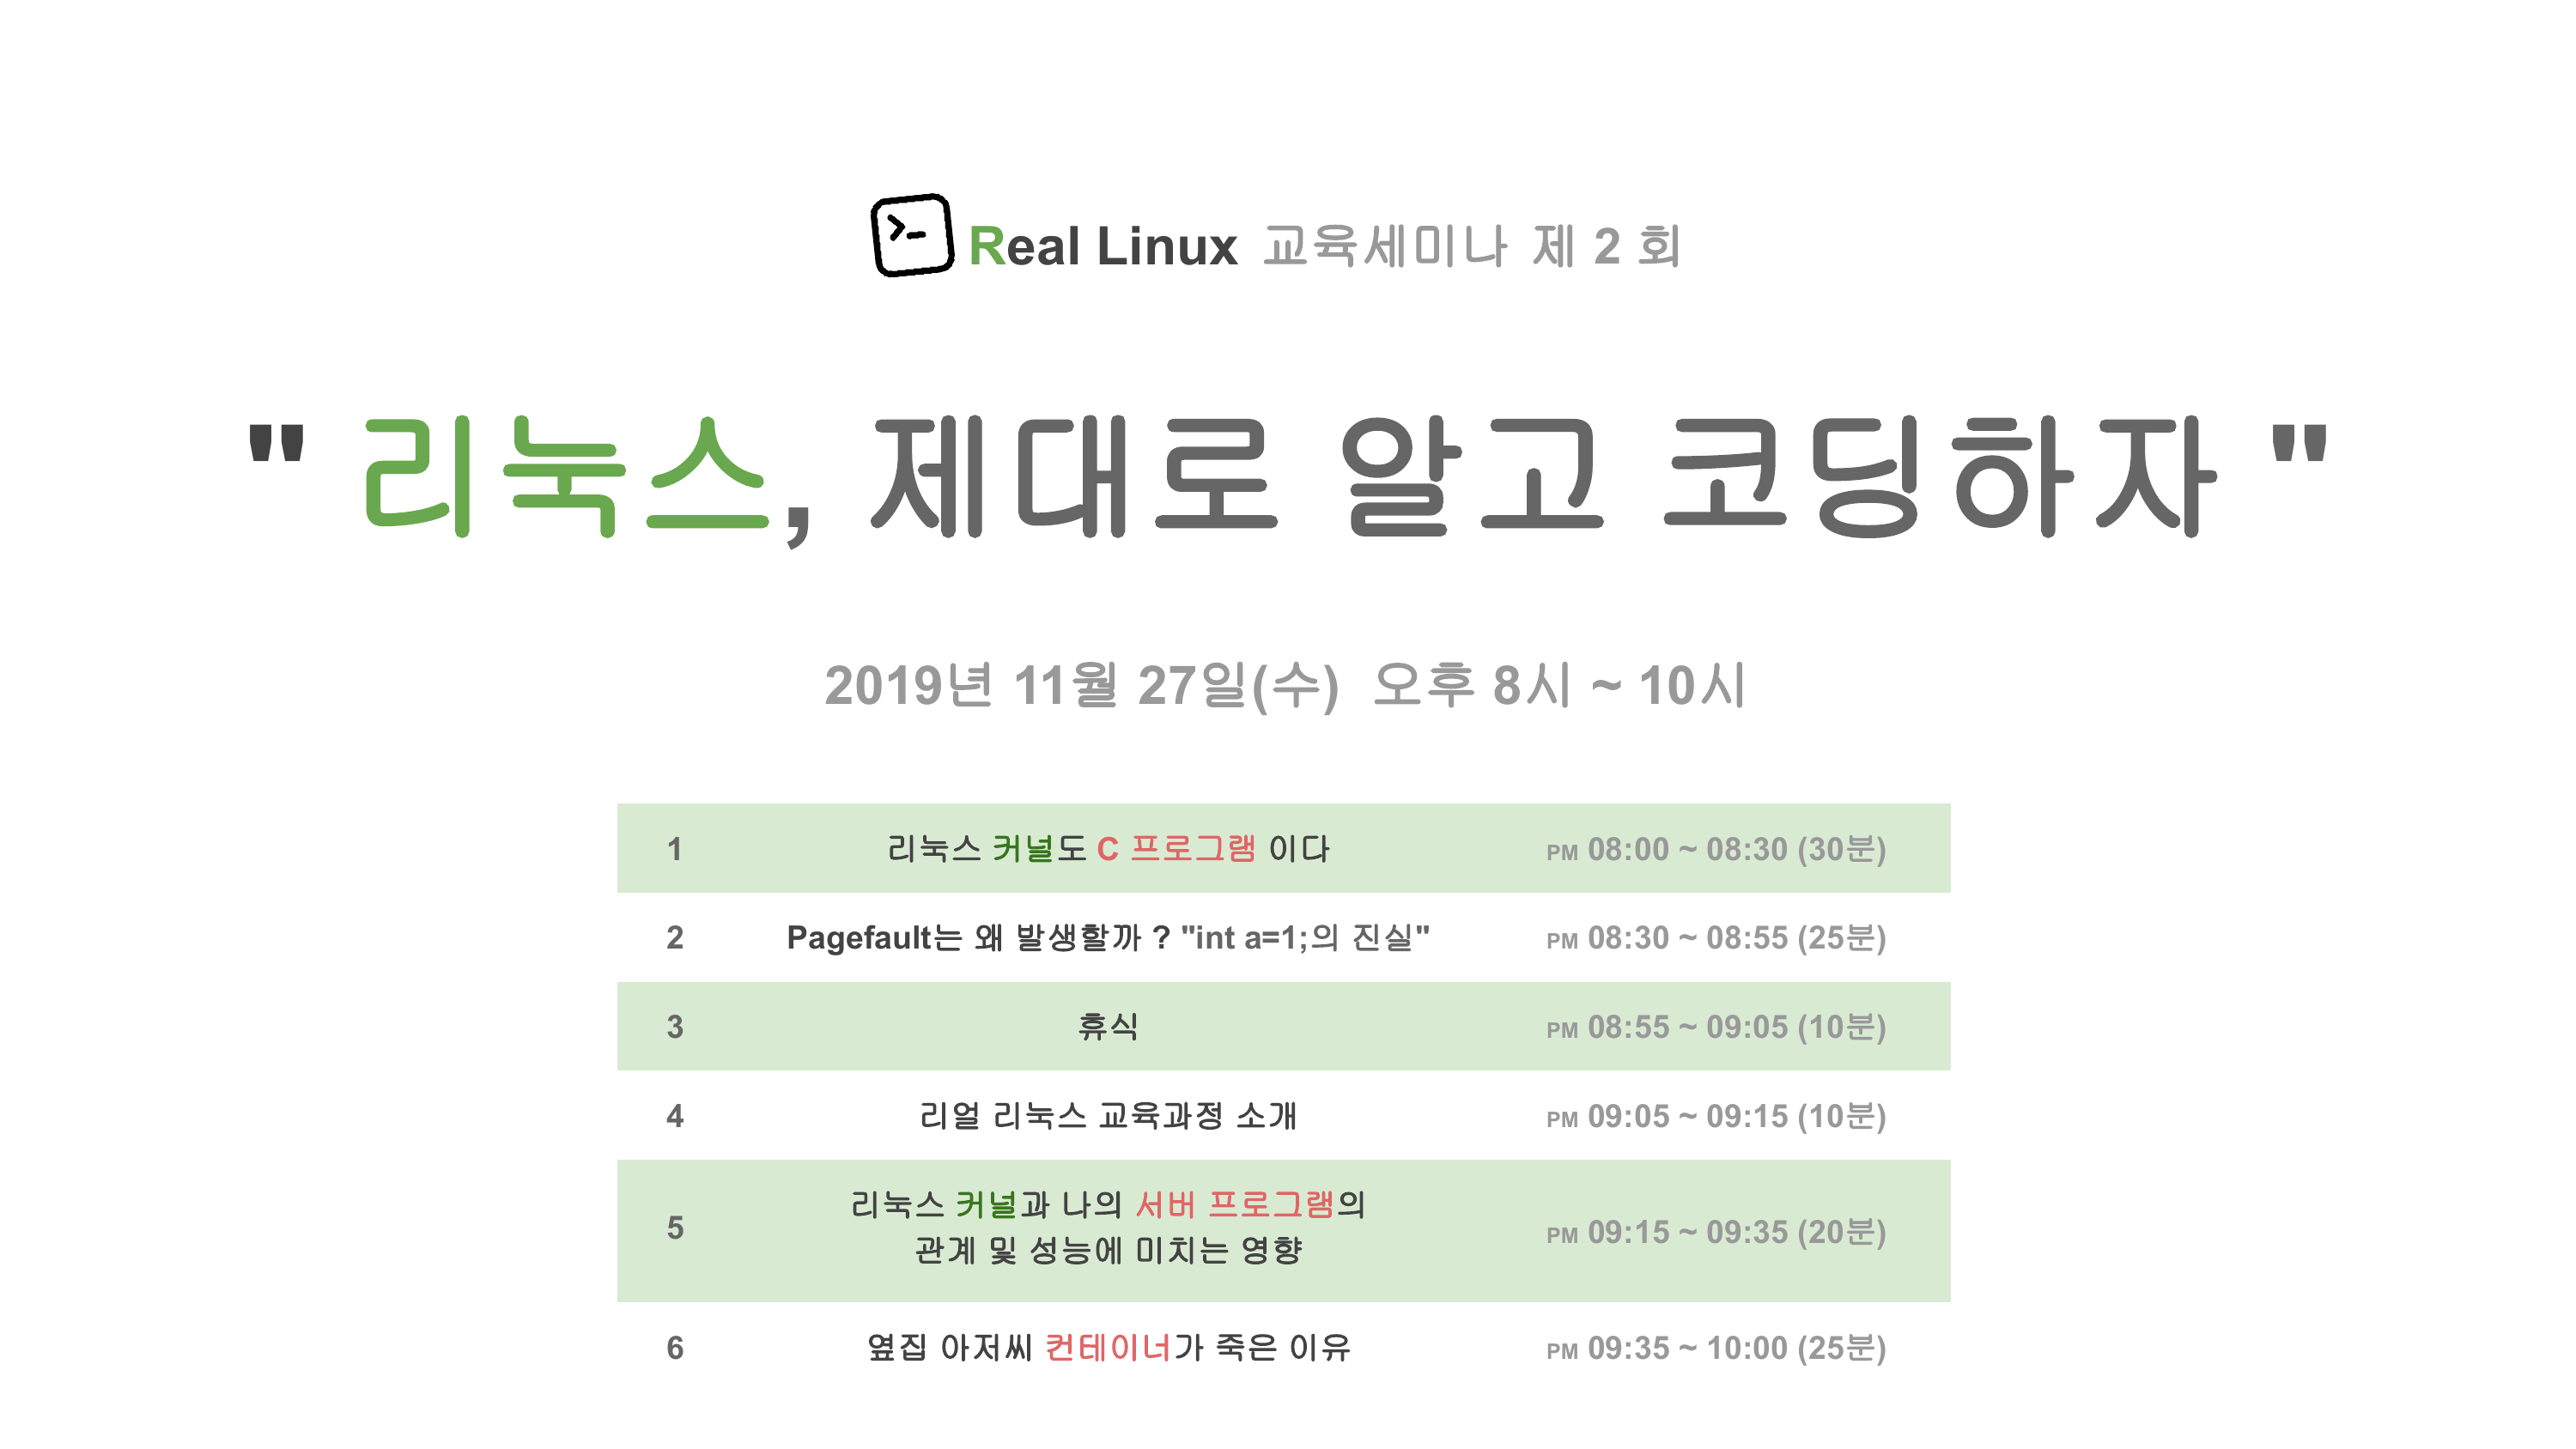 >_ Real Linux 교육세미나 제 2 회
" 리눅스, 제대로 알고 코딩하자 "
2019년 11월 27일(수) 오후 8시 ~ 10시
1 리눅스 커널도 C 프로그램 이다 PM 08:00 ~ 08:30 (30분)
2 Pagefault는 왜 발생할까 ? "int a=1;의 진실" PM 08:30 ~ 08:55 (25분)
3 휴식 PM 08:55 ~ 09:05 (10분)
4 리얼 리눅스 교육과정 소개 PM 09:05 ~ 09:15 (10분)
5 리눅스 커널과 나의 서버 프로그램의
관계 및 성능에 미치는 영향 PM 09:15 ~ 09:35 (20분)
6 옆집 아저씨 컨테이너가 죽은 이유 PM 09:35 ~ 10:00 (25분)